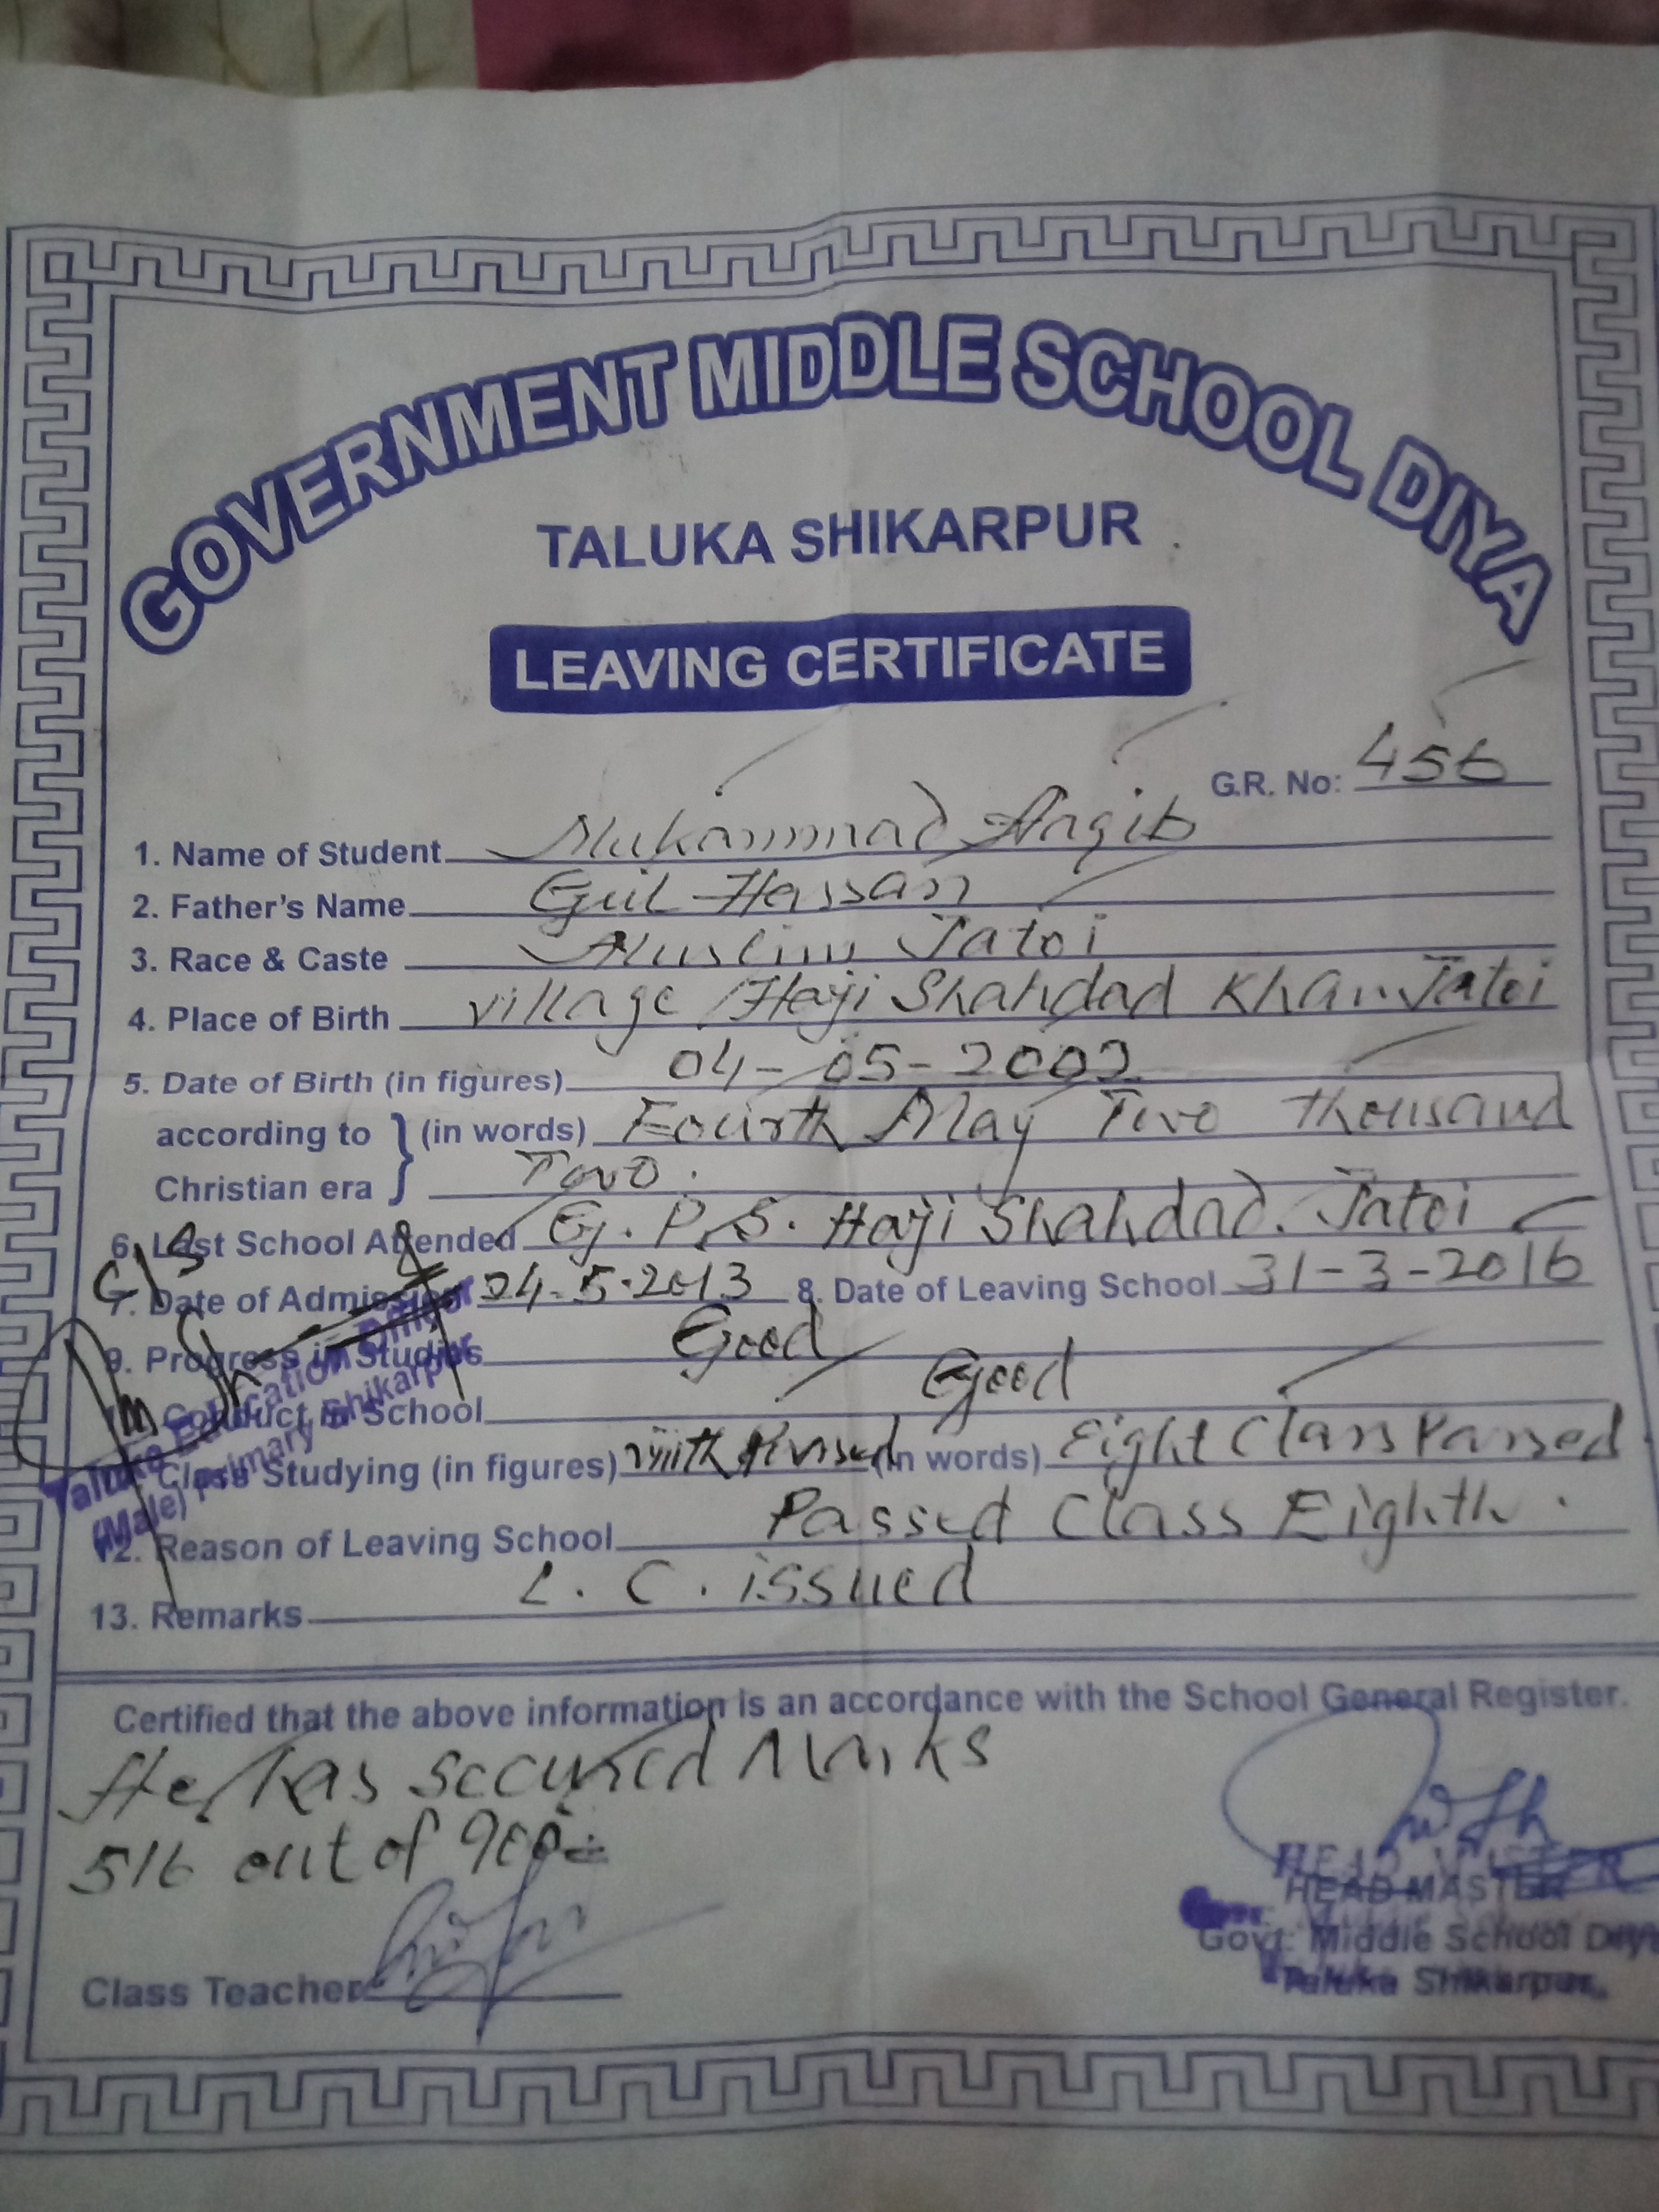 GOVERNMENT MIDDLE SCHOOL DIYA
TALUKA SHIKARPUR
LEAVING CERTIFICATE
G.R. No: 456
1. Name of Student Muhammad Aaqib
2. Father's Name Gul Hassan
3. Race & Caste Muslim Jatoi
4. Place of Birth village Haji Shahdad Khan Jatoi
5. Date of Birth (in figures) 04-05-2002
according to (in words) Fourth May Two thousand
Christian era Two.
6. Last School Attended G.P.S. Haji Shahdad. Jatoi
7. Date of Admission 04-5-2013 8. Date of Leaving School 31-3-2016
9. Progress in Studies Good
Conduct in School Good
Class Studying (in figures) VIIIth (in words) Eight Class Passed
12. Reason of Leaving School Passed Class Eighth.
13. Remarks L.C. issued
Taluka Education Officer
(Male) Primary Shikarpur
Certified that the above information is an accordance with the School General Register.
He has secured Marks
516 out of 900
Class Teacher
HEAD MASTER
Govt: Middle School Diya
Taluka Shikarpur